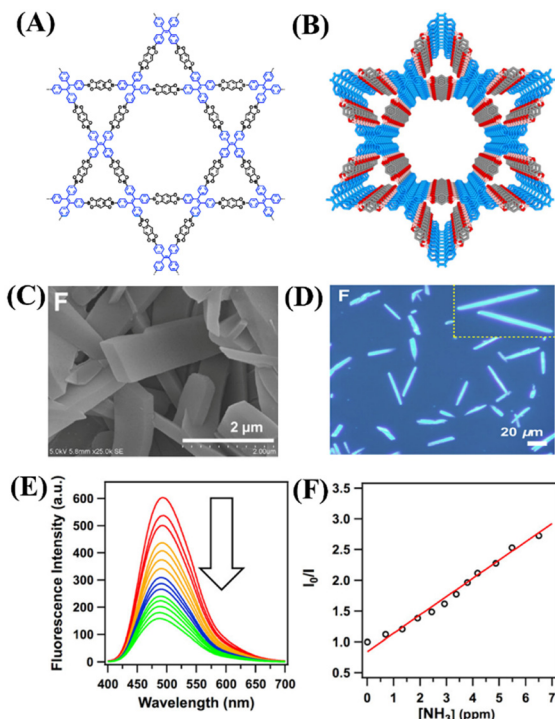 (A)
(B)
(C)
F
2 μm
5.0kV 5.8mm x25.0k SE
2.00um
(D)
F
20 μm
(E)
Fluorescence Intensity (a.u.)
600
500
400
300
200
100
0
400 450 500 550 600 650 700
Wavelength (nm)
(F)
I₀/I
3.5
3.0
2.5
2.0
1.5
1.0
0.5
0 1 2 3 4 5 6 7
[NH₃] (ppm)